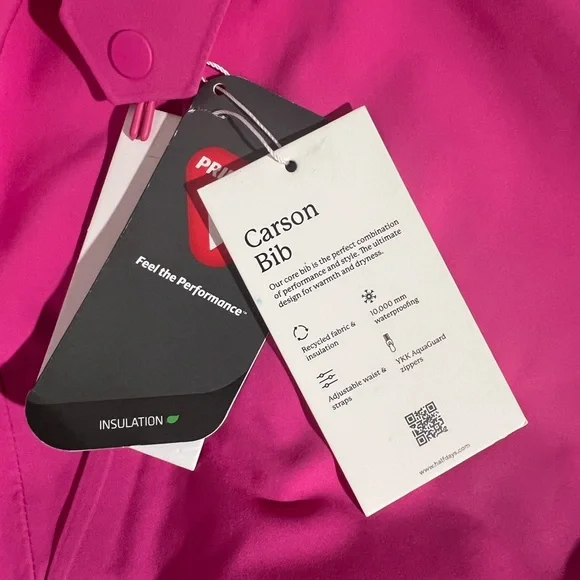 PRI
Feel the Performance™
INSULATION
Carson
Bib
Our core bib is the perfect combination
of performance and style. The ultimate
design for warmth and dryness.
Recycled fabric &
insulation
10,000 mm
waterproofing
Adjustable waist &
straps
YKK AquaGuard
zippers
www.halfdays.com